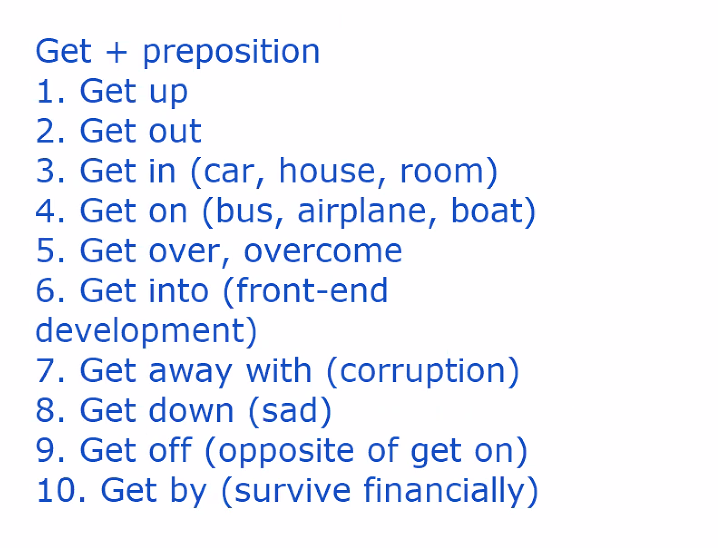 Get + preposition
1. Get up
2. Get out
3. Get in (car, house, room)
4. Get on (bus, airplane, boat)
5. Get over, overcome
6. Get into (front-end
development)
7. Get away with (corruption)
8. Get down (sad)
9. Get off (opposite of get on)
10. Get by (survive financially)